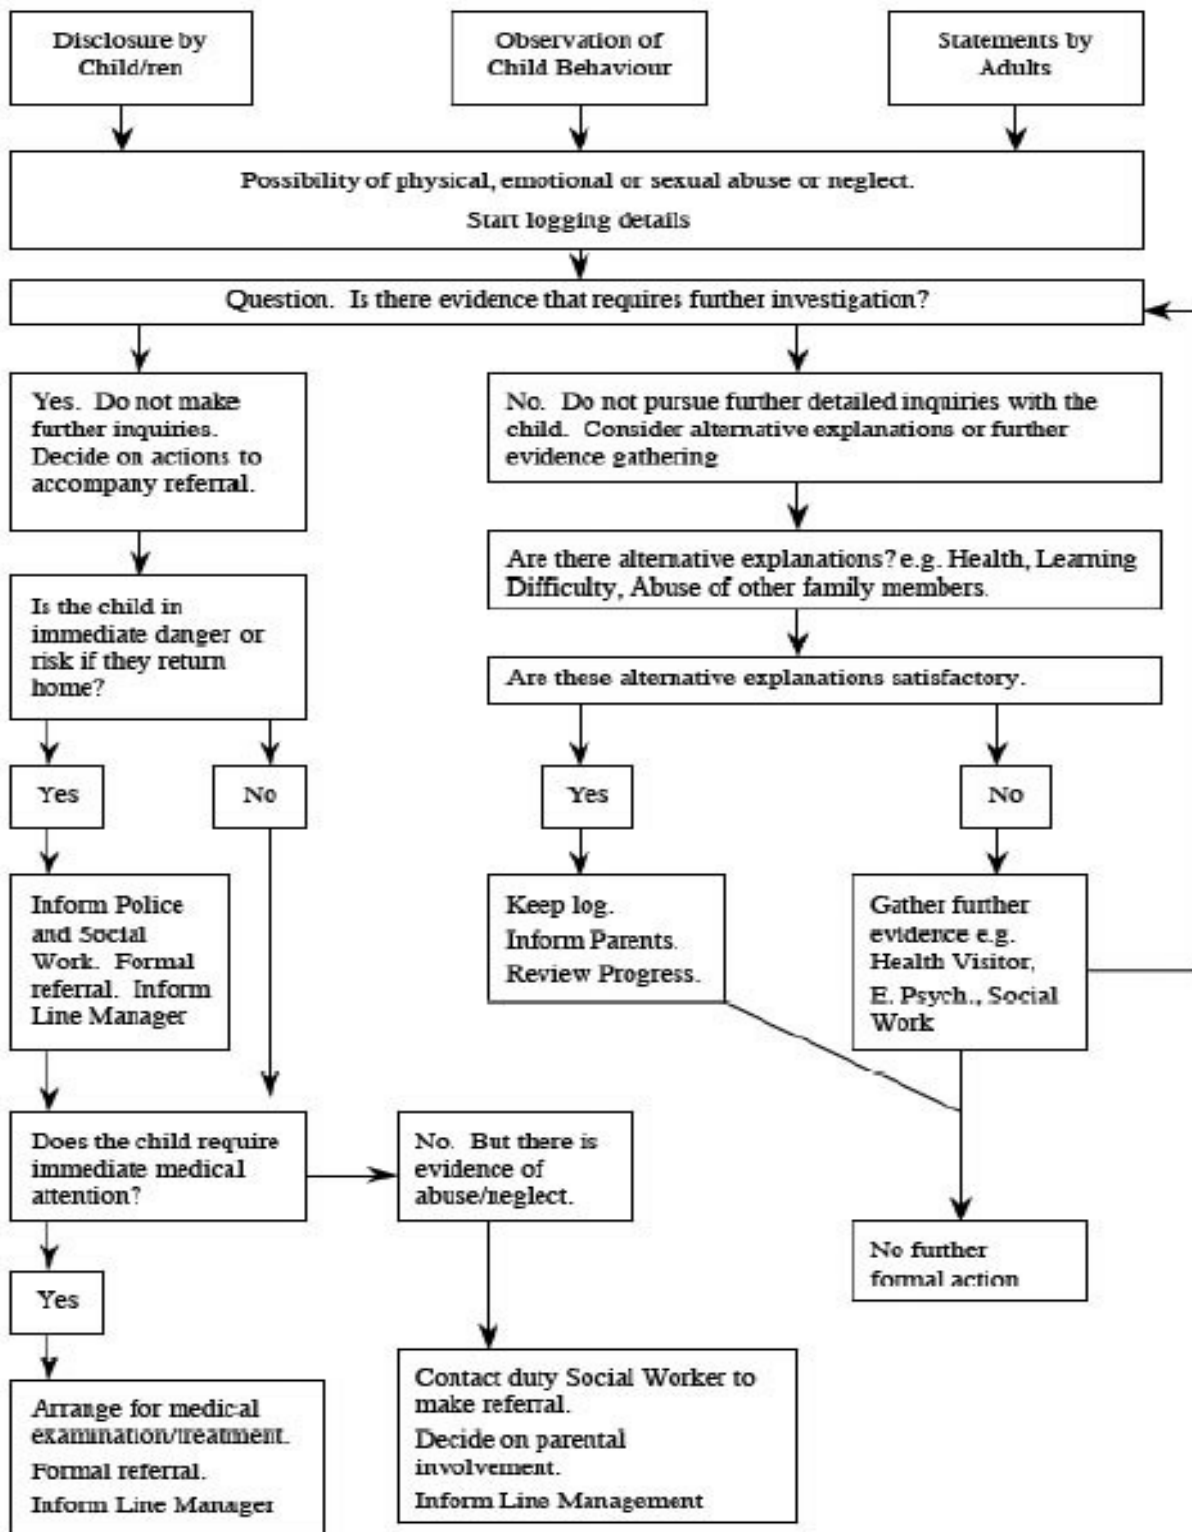 Disclosure by
Child/ren
Observation of
Child Behaviour
Statements by
Adults
Possibility of physical, emotional or sexual abuse or neglect.
Start logging details
Question. Is there evidence that requires further investigation?
Yes. Do not make
further inquiries.
Decide on actions to
accompany referral.
No. Do not pursue further detailed inquiries with the
child. Consider alternative explanations or further
evidence gathering
Are there alternative explanations? e.g. Health, Learning
Difficulty, Abuse of other family members.
Is the child in
immediate danger or
risk if they return
home?
Are these alternative explanations satisfactory.
Yes
No
Yes
No
Inform Police
and Social
Work. Formal
referral. Inform
Line Manager
Keep log.
Inform Parents.
Review Progress.
Gather further
evidence e.g.
Health Visitor,
E. Psych., Social
Work
Does the child require
immediate medical
attention?
No. But there is
evidence of
abuse/neglect.
No further
formal action
Yes
Arrange for medical
examination/treatment.
Formal referral.
Inform Line Manager
Contact duty Social Worker to
make referral.
Decide on parental
involvement.
Inform Line Management